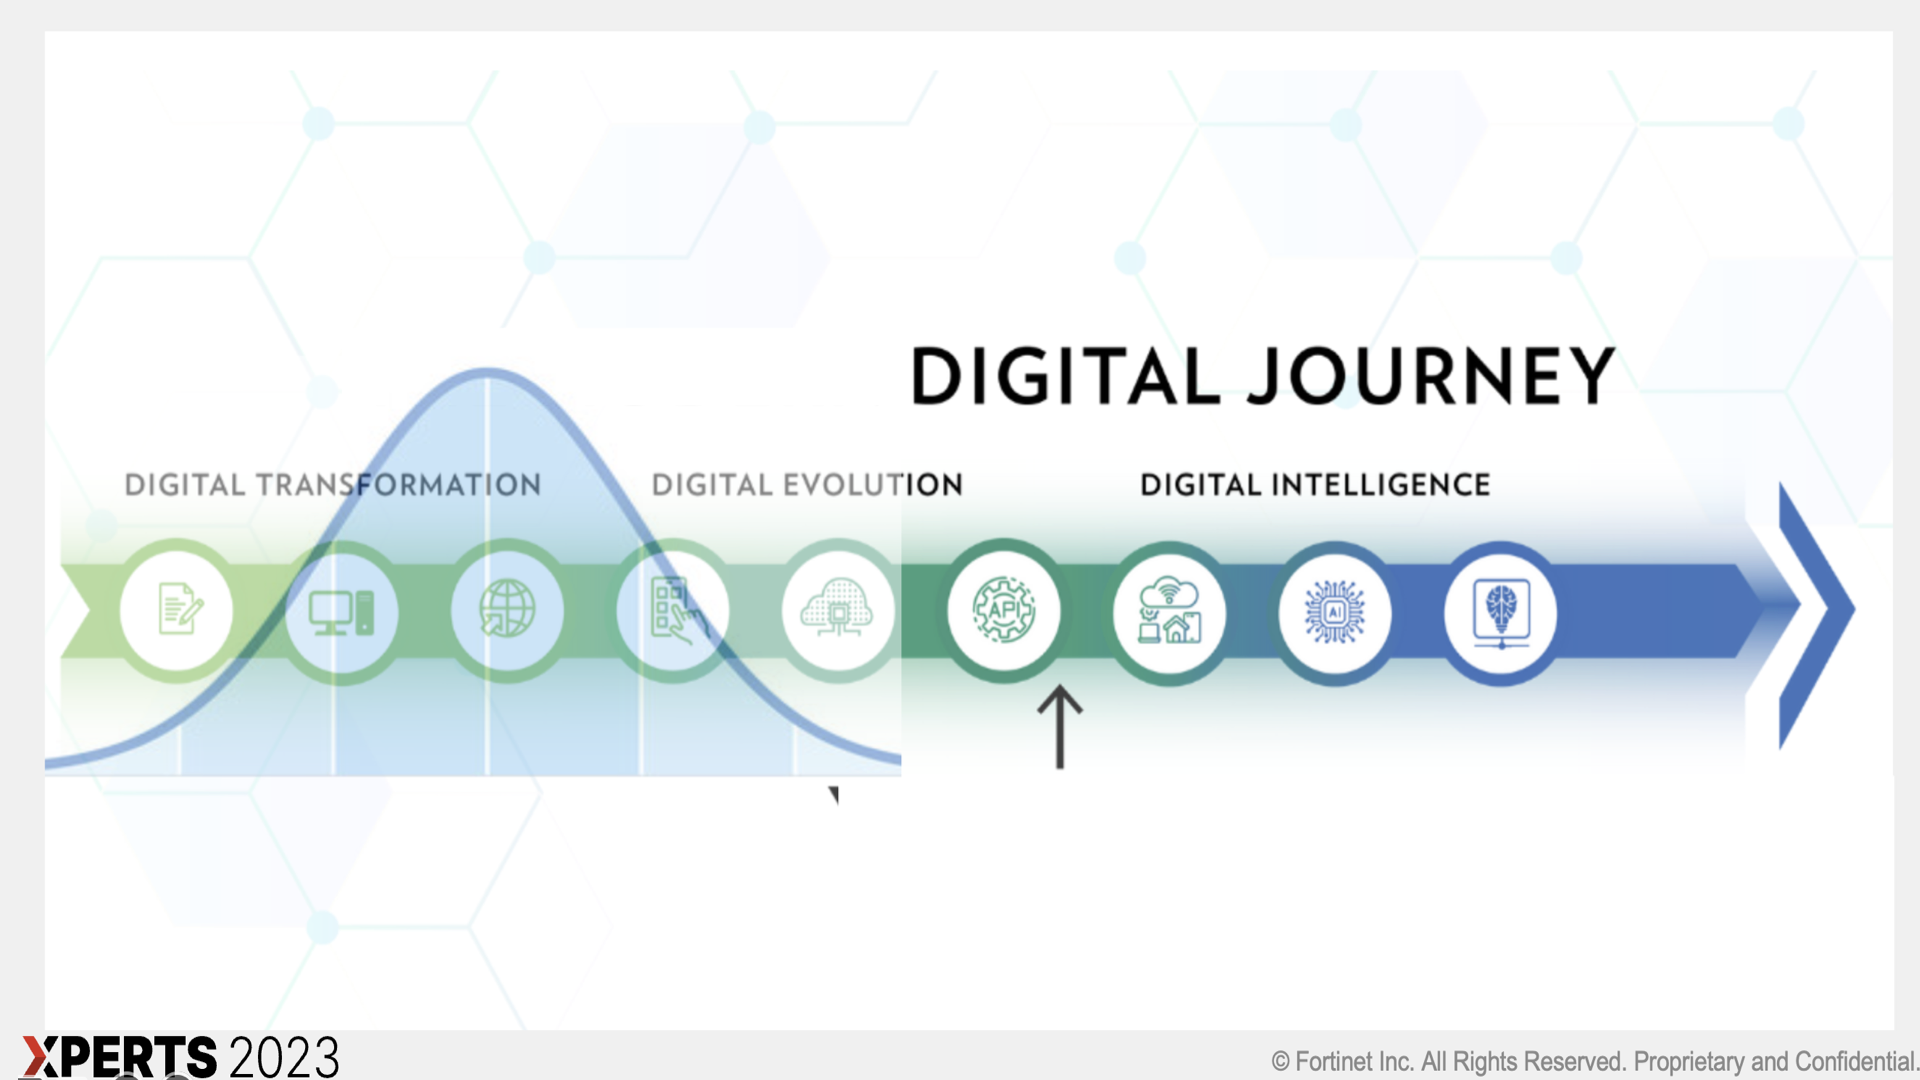 DIGITAL JOURNEY
DIGITAL TRANSFORMATION
DIGITAL EVOLUTION
DIGITAL INTELLIGENCE
API
AI
XPERTS 2023
© Fortinet Inc. All Rights Reserved. Proprietary and Confidential.